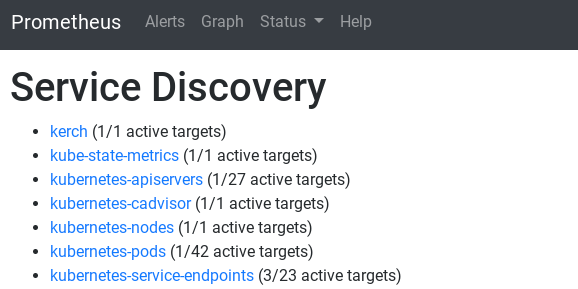 Prometheus Alerts Graph Status Help
Service Discovery
kerch (1/1 active targets)
kube-state-metrics (1/1 active targets)
kubernetes-apiservers (1/27 active targets)
kubernetes-cadvisor (1/1 active targets)
kubernetes-nodes (1/1 active targets)
kubernetes-pods (1/42 active targets)
kubernetes-service-endpoints (3/23 active targets)